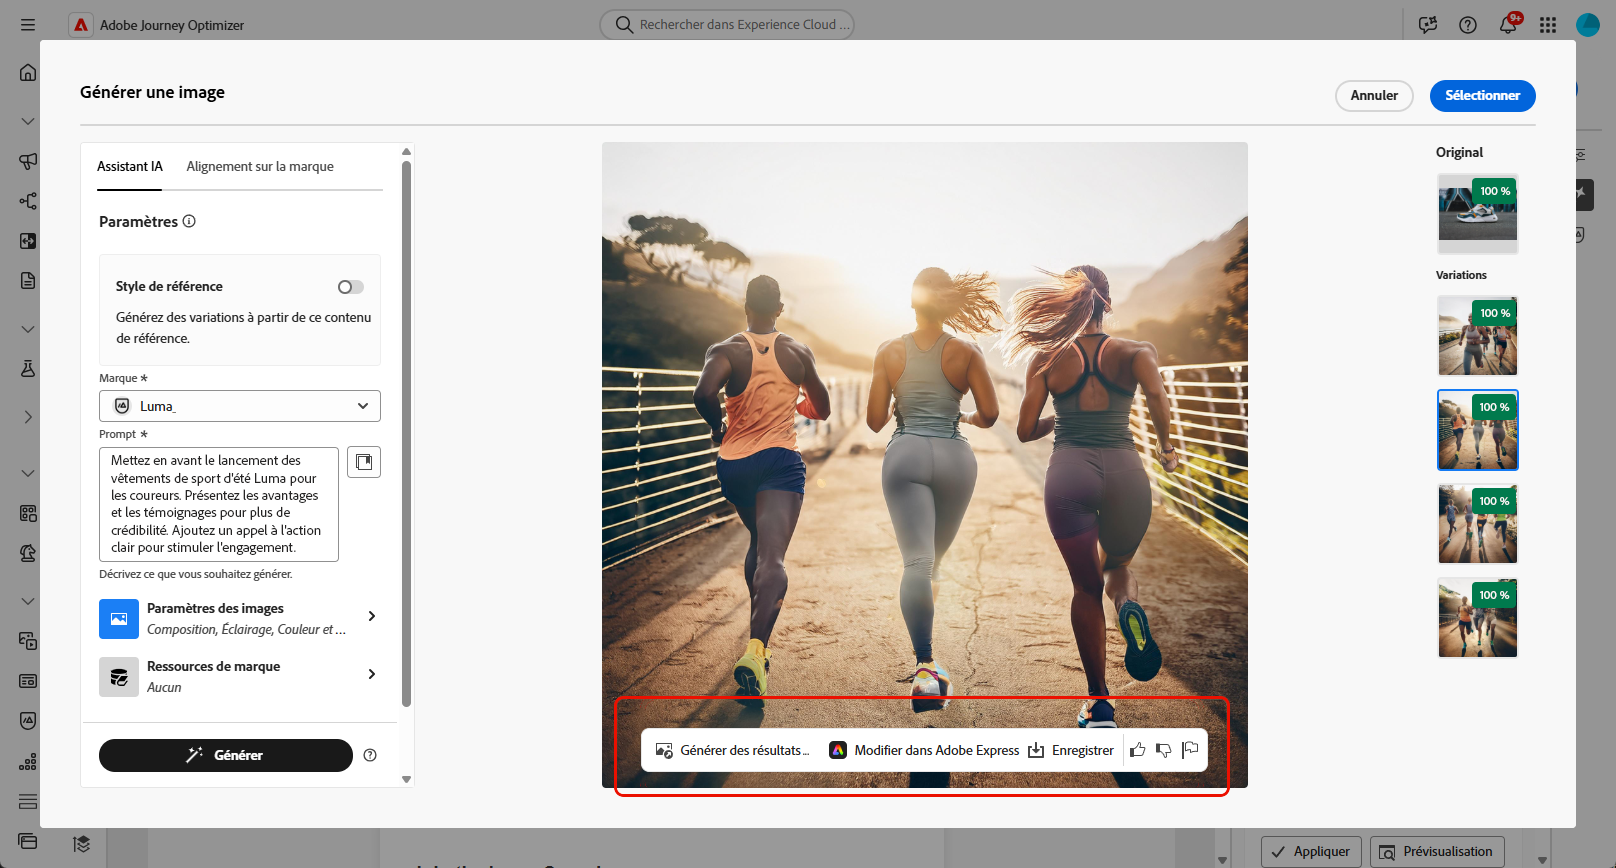 Adobe Journey Optimizer
Rechercher dans Experience Cloud ...
9+
Générer une image
Annuler
Sélectionner
Assistant IA
Alignement sur la marque
Paramètres
Style de référence
Générez des variations à partir de ce contenu
de référence.
Marque *
Luma_
Prompt *
Mettez en avant le lancement des
vêtements de sport d'été Luma pour
les coureurs. Présentez les avantages
et les témoignages pour plus de
crédibilité. Ajoutez un appel à l'action
clair pour stimuler l'engagement.
Décrivez ce que vous souhaitez générer.
Paramètres des images
Composition, Éclairage, Couleur et ...
Ressources de marque
Aucun
Générer
Générer des résultats...
Modifier dans Adobe Express
Enregistrer
Original
100 %
Variations
100 %
100 %
100 %
100 %
Appliquer
Prévisualisation